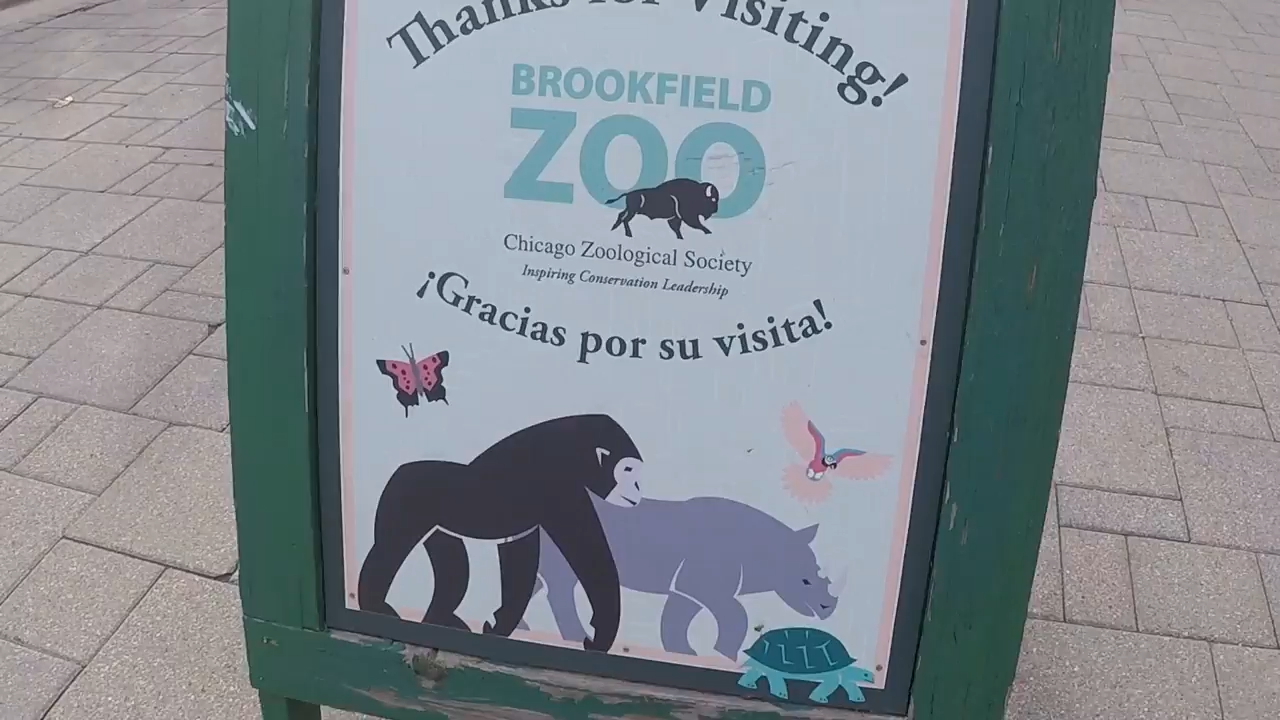 Thanks for Visiting!
BROOKFIELD
ZOO
Chicago Zoological Society
Inspiring Conservation Leadership
¡Gracias por su visita!